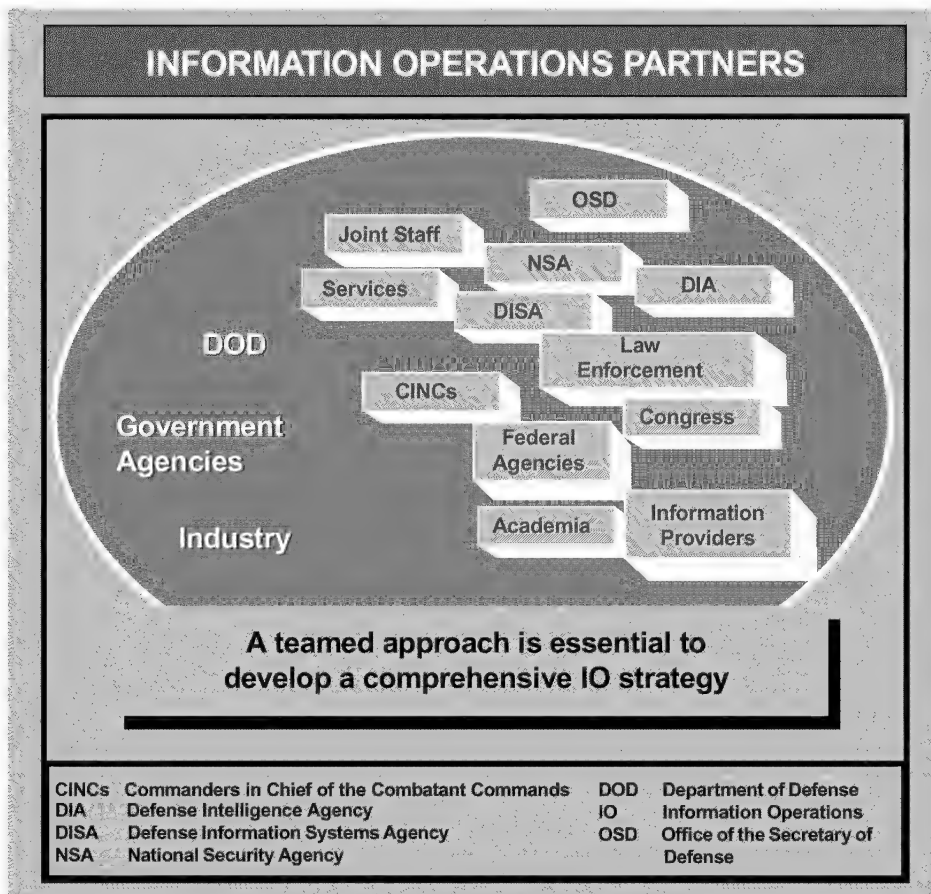 INFORMATION OPERATIONS PARTNERS
OSD
Joint Staff
NSA
DIA
Services
DISA
DOD
Law
Enforcement
CINCs
Congress
Government
Agencies
Federal
Agencies
Industry
Academia
Information
Providers
A teamed approach is essential to
develop a comprehensive IO strategy
CINCs Commanders in Chief of the Combatant Commands
DIA Defense Intelligence Agency
DISA Defense Information Systems Agency
NSA National Security Agency
DOD Department of Defense
IO Information Operations
OSD Office of the Secretary of
Defense